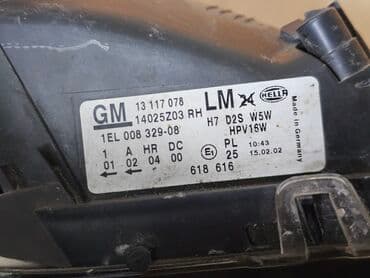 GM 13 117 078 LM HELLA
14025Z03 RH H7 D2S W5W
1EL 008 329-08 HPV16W
1 A HR DC E1 PL 10:43
01 02 04 00 25 15.02.02
618 616
Made in Germany